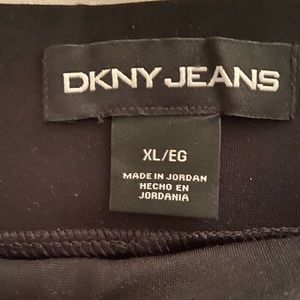 DKNY JEANS
XL/EG
MADE IN JORDAN
HECHO EN
JORDANIA